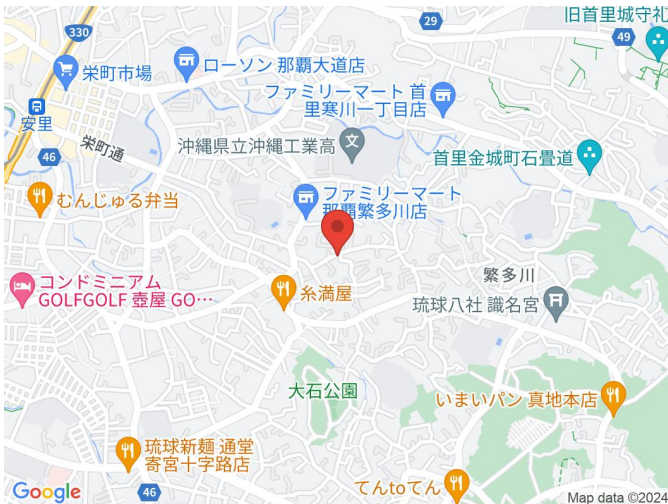 旧首里城守礼
330
29
49
ローソン 那覇大道店
栄町市場
ファミリーマート 首
里寒川一丁目店
安里
沖縄県立沖縄工業高
文
栄町通
首里金城町石畳道
46
むんじゅる弁当
ファミリーマート
那覇繁多川店
繁多川
コンドミニアム
GOLFGOLF 壺屋 GO…
糸満屋
琉球八社 識名宮
大石公園
いまいパン 真地本店
琉球新麺 通堂
寄宮十字路店
てんtoてん
46
Google
Map data ©2024